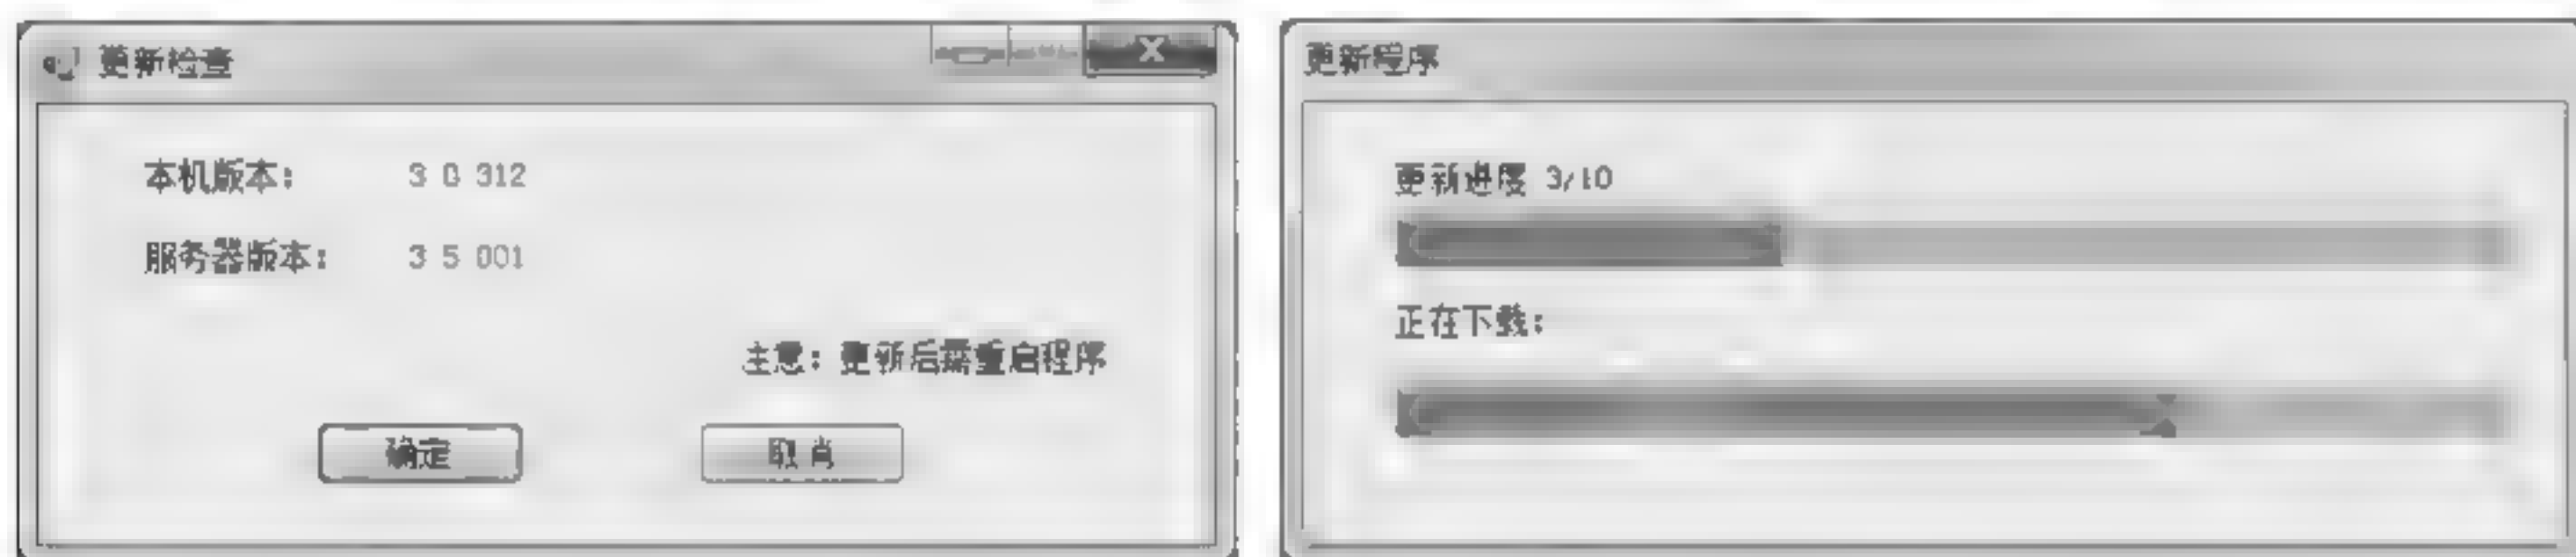 更新检查
本机版本： 3 0 312
服务器版本： 3 5 001
注意：更新后需重启程序
确定
取消
更新程序
更新进度 3/10
正在下载：